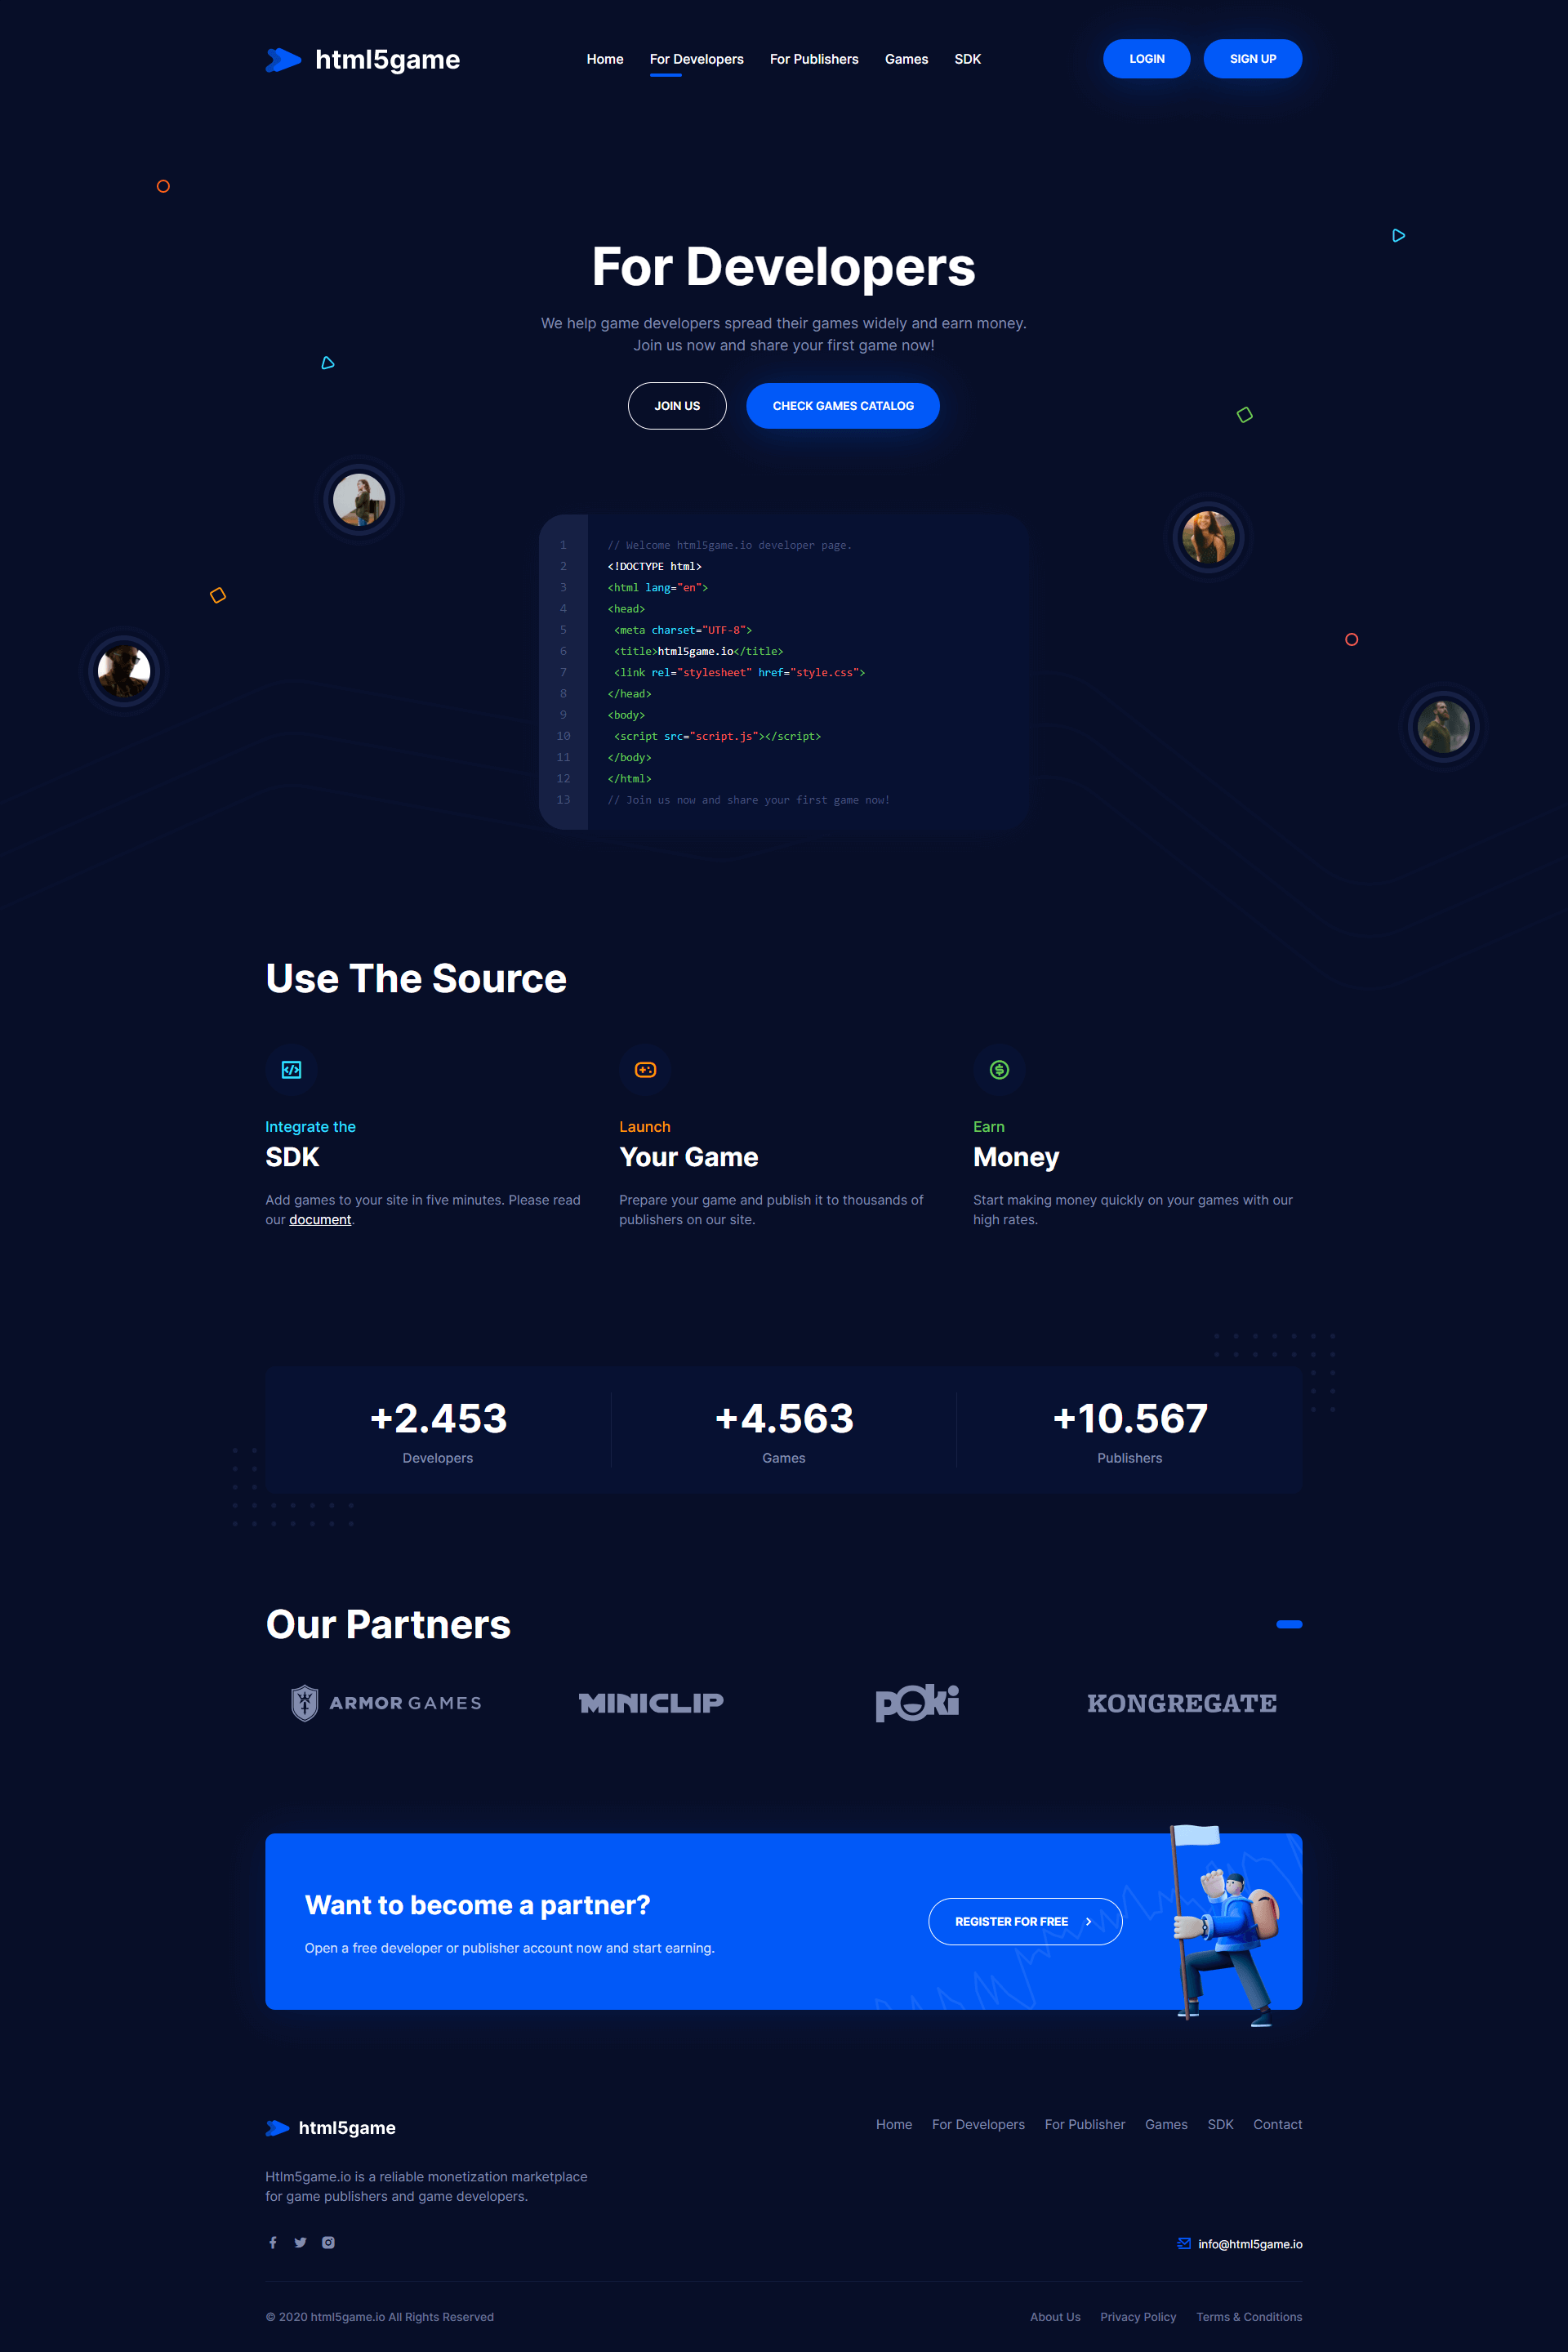 html5game
Home For Developers For Publishers Games SDK
LOGIN SIGN UP
For Developers
We help game developers spread their games widely and earn money.
Join us now and share your first game now!
JOIN US CHECK GAMES CATALOG
1 // Welcome html5game.io developer page.
2 <!DOCTYPE html>
3 <html lang="en">
4 <head>
5 <meta charset="UTF-8">
6 <title>html5game.io</title>
7 <link rel="stylesheet" href="style.css">
8 </head>
9 <body>
10 <script src="script.js"></script>
11 </body>
12 </html>
13 // Join us now and share your first game now!
Use The Source
Integrate the
SDK
Add games to your site in five minutes. Please read
our document.
Launch
Your Game
Prepare your game and publish it to thousands of
publishers on our site.
Earn
Money
Start making money quickly on your games with our
high rates.
+2.453
Developers
+4.563
Games
+10.567
Publishers
Our Partners
ARMOR GAMES
MINICLIP
POKi
KONGREGATE
Want to become a partner?
Open a free developer or publisher account now and start earning.
REGISTER FOR FREE
html5game
Home For Developers For Publisher Games SDK Contact
Htlm5game.io is a reliable monetization marketplace
for game publishers and game developers.
info@html5game.io
© 2020 html5game.io All Rights Reserved
About Us Privacy Policy Terms & Conditions